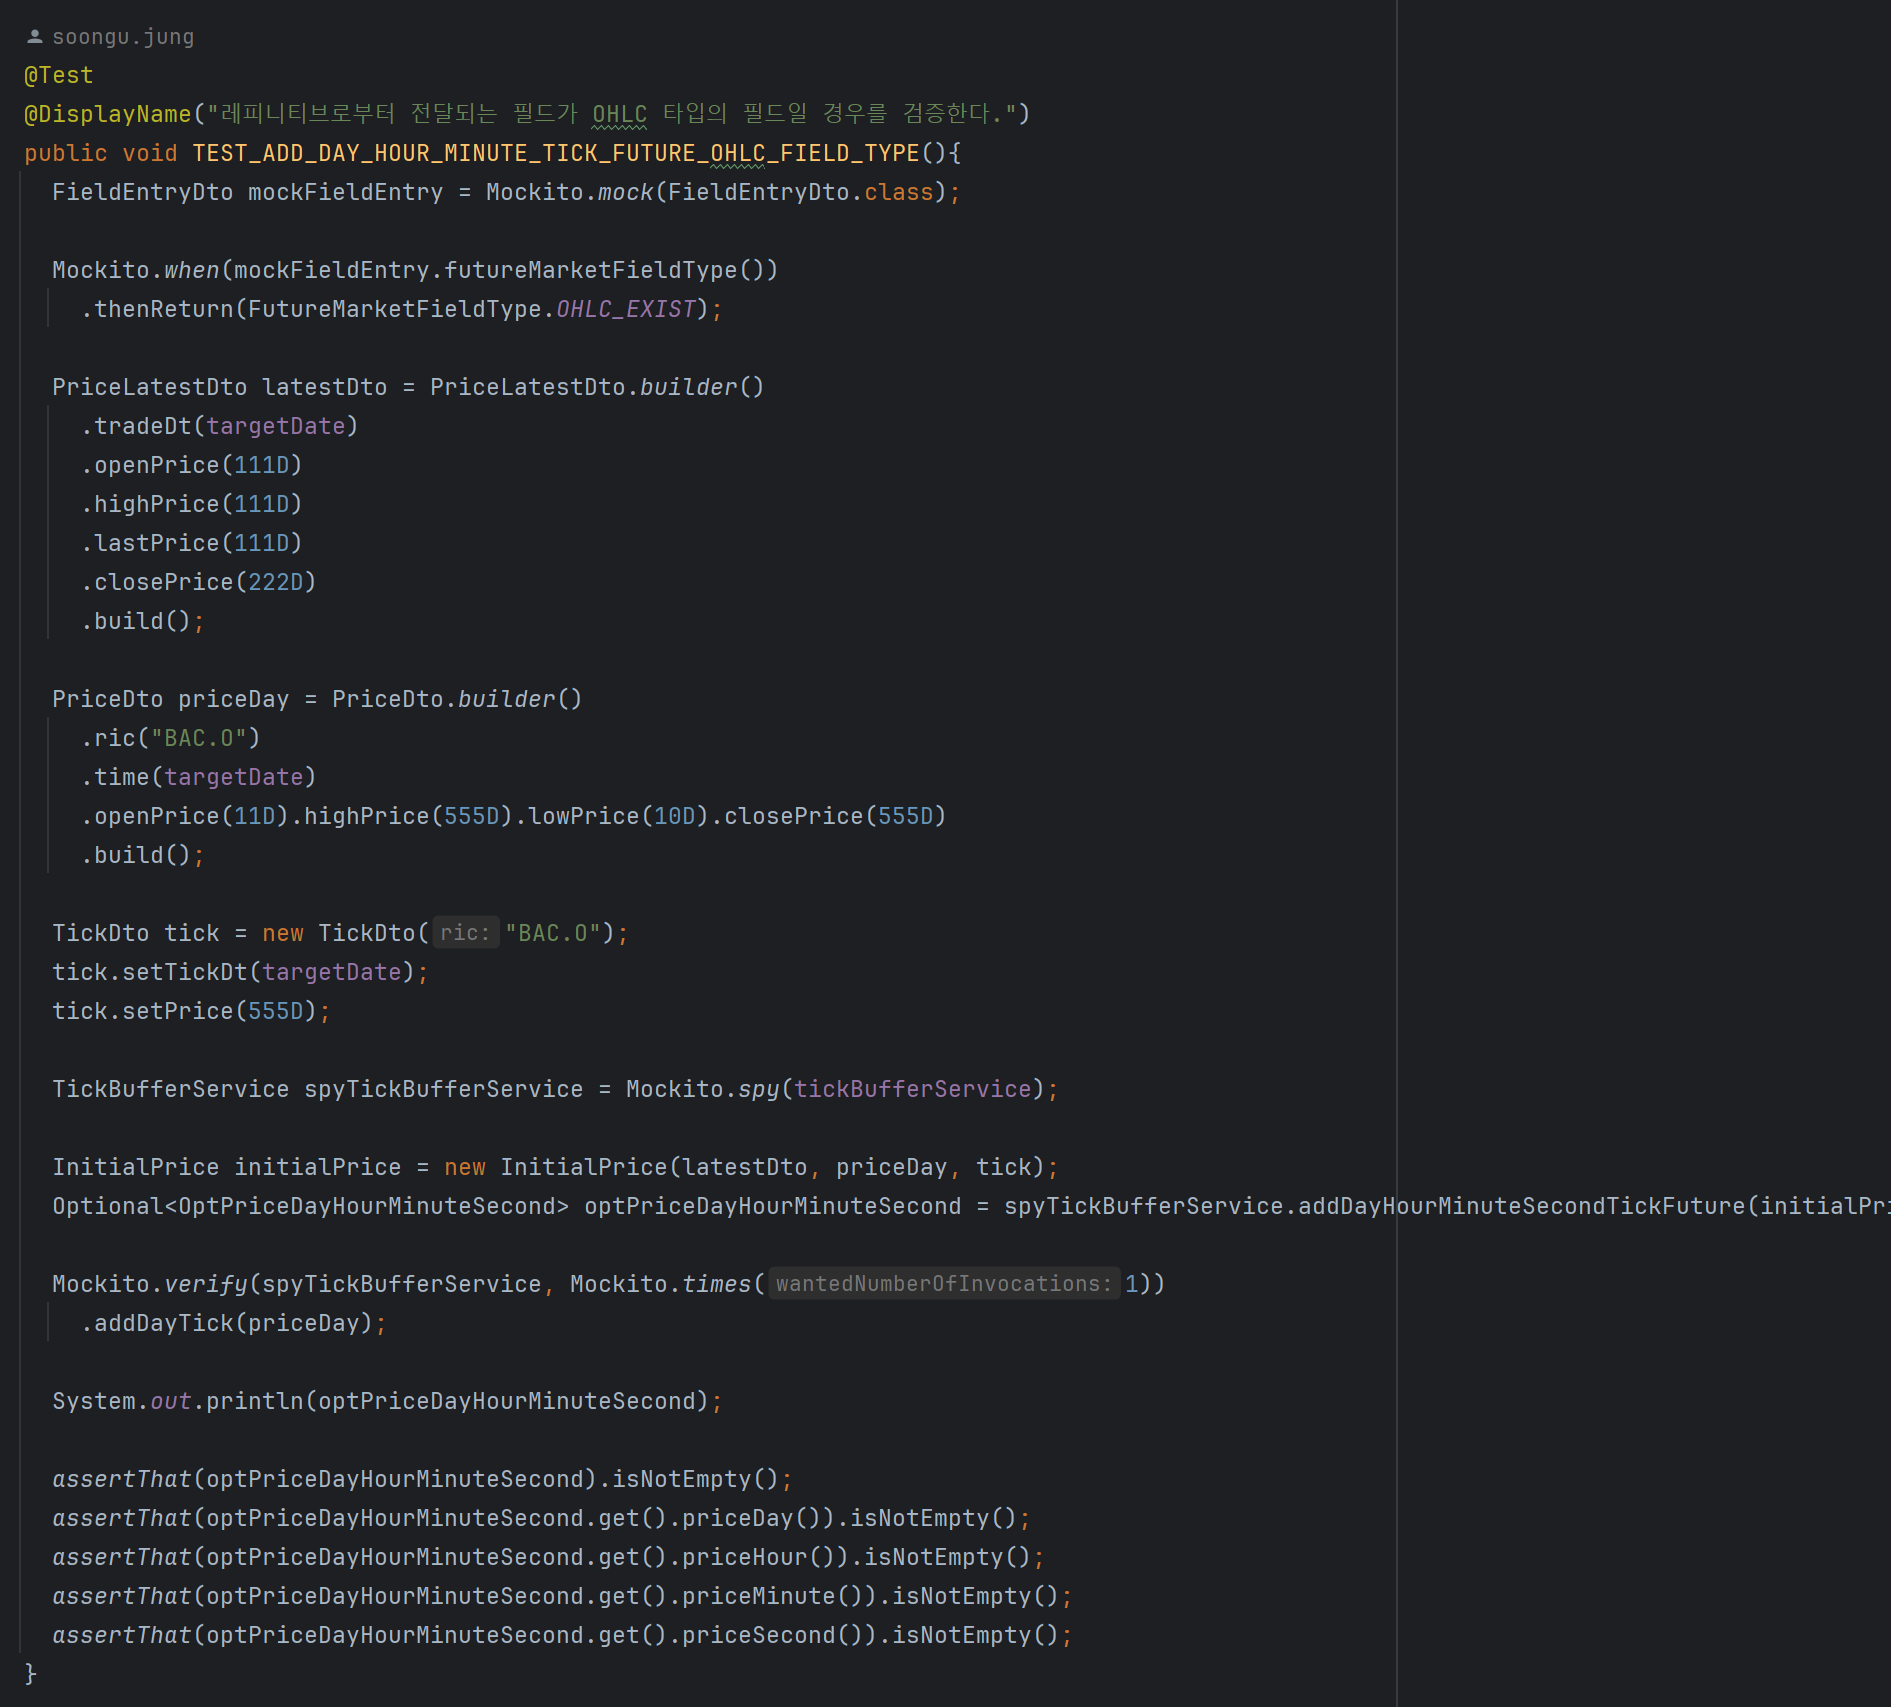 soongu.jung
@Test
@DisplayName("레피니티브로부터 전달되는 필드가 OHLC 타입의 필드일 경우를 검증한다.")
public void TEST_ADD_DAY_HOUR_MINUTE_TICK_FUTURE_OHLC_FIELD_TYPE(){
FieldEntryDto mockFieldEntry = Mockito.mock(FieldEntryDto.class);
Mockito.when(mockFieldEntry.futureMarketFieldType())
.thenReturn(FutureMarketFieldType.OHLC_EXIST);
PriceLatestDto latestDto = PriceLatestDto.builder()
.tradeDt(targetDate)
.openPrice(111D)
.highPrice(111D)
.lastPrice(111D)
.closePrice(222D)
.build();
PriceDto priceDay = PriceDto.builder()
.ric("BAC.O")
.time(targetDate)
.openPrice(11D).highPrice(555D).lowPrice(10D).closePrice(555D)
.build();
TickDto tick = new TickDto( ric: "BAC.O");
tick.setTickDt(targetDate);
tick.setPrice(555D);
TickBufferService spyTickBufferService = Mockito.spy(tickBufferService);
InitialPrice initialPrice = new InitialPrice(latestDto, priceDay, tick);
Optional<OptPriceDayHourMinuteSecond> optPriceDayHourMinuteSecond = spyTickBufferService.addDayHourMinuteSecondTickFuture(initialPri
Mockito.verify(spyTickBufferService, Mockito.times( wantedNumberOfInvocations: 1))
.addDayTick(priceDay);
System.out.println(optPriceDayHourMinuteSecond);
assertThat(optPriceDayHourMinuteSecond).isNotEmpty();
assertThat(optPriceDayHourMinuteSecond.get().priceDay()).isNotEmpty();
assertThat(optPriceDayHourMinuteSecond.get().priceHour()).isNotEmpty();
assertThat(optPriceDayHourMinuteSecond.get().priceMinute()).isNotEmpty();
assertThat(optPriceDayHourMinuteSecond.get().priceSecond()).isNotEmpty();
}